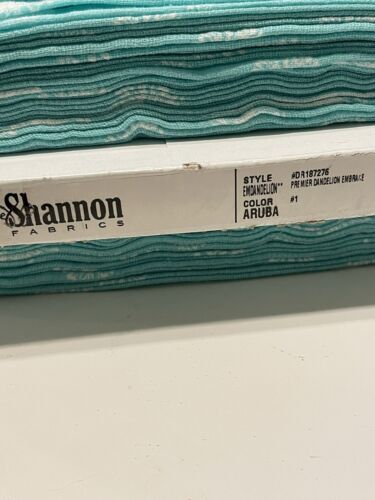 Shannon
FABRICS
STYLE #DR187276
EMDANDELION** PREMIER DANDELION EMBRACE
COLOR #1
ARUBA